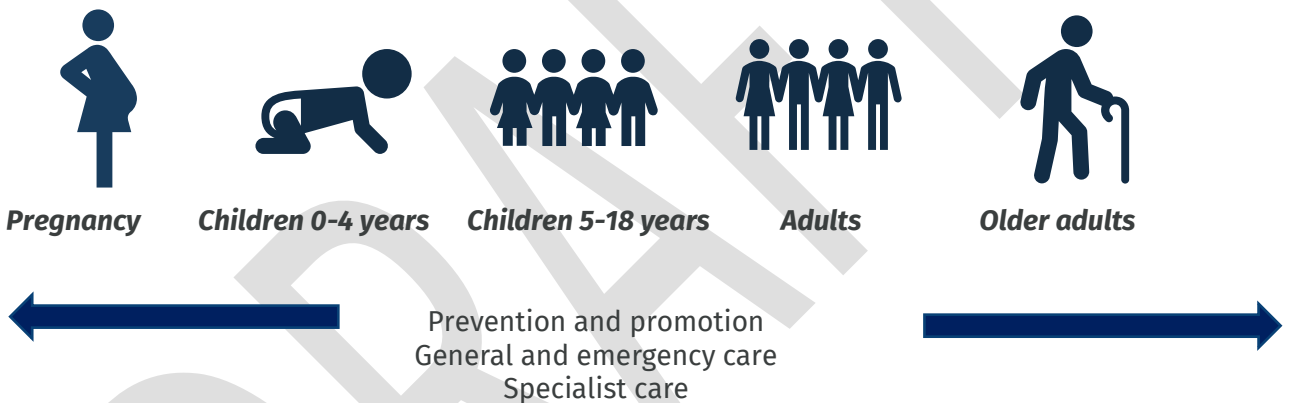 Pregnancy
Children 0-4 years
Children 5-18 years
Adults
Older adults
Prevention and promotion
General and emergency care
Specialist care
DRAFT